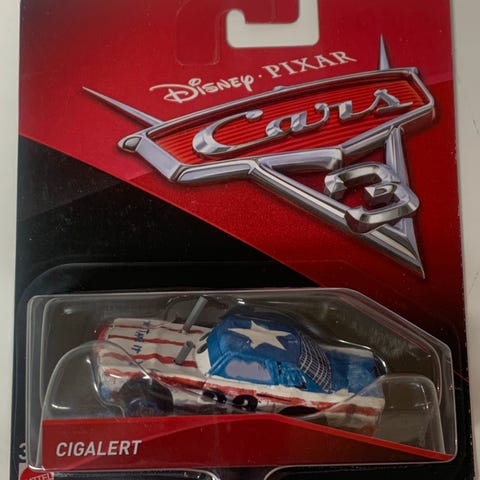 Disney · PIXAR
Cars
3
CIGALERT